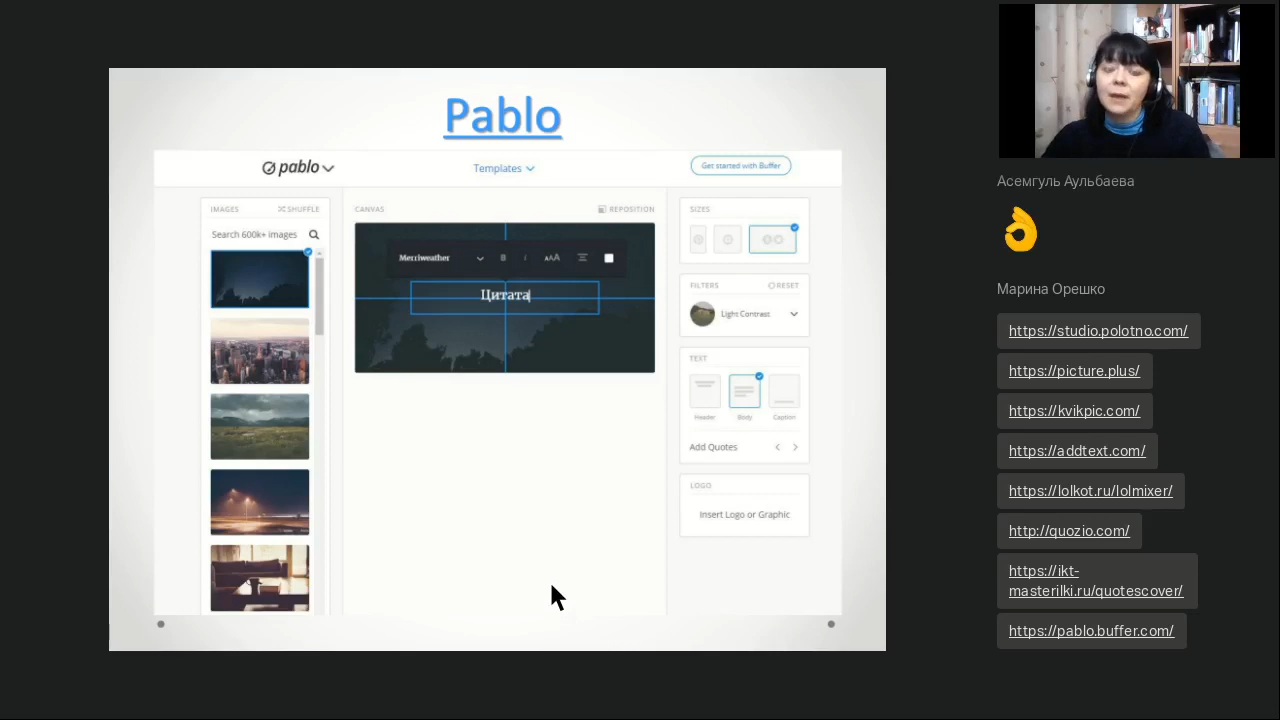 Pablo
pablo
Templates
Get started with Buffer
IMAGES
SHUFFLE
Search 600k+ images
CANVAS
REPOSITION
Merriweather
B
i
AAA
Цитата
SIZES
FILTERS
RESET
Light Contrast
TEXT
Header
Body
Caption
Add Quotes
LOGO
Insert Logo or Graphic
Асемгуль Аульбаева
Марина Орешко
https://studio.polotno.com/
https://picture.plus/
https://kvikpic.com/
https://addtext.com/
https://lolkot.ru/lolmixer/
http://quozio.com/
https://ikt-
masterilki.ru/quotescover/
https://pablo.buffer.com/